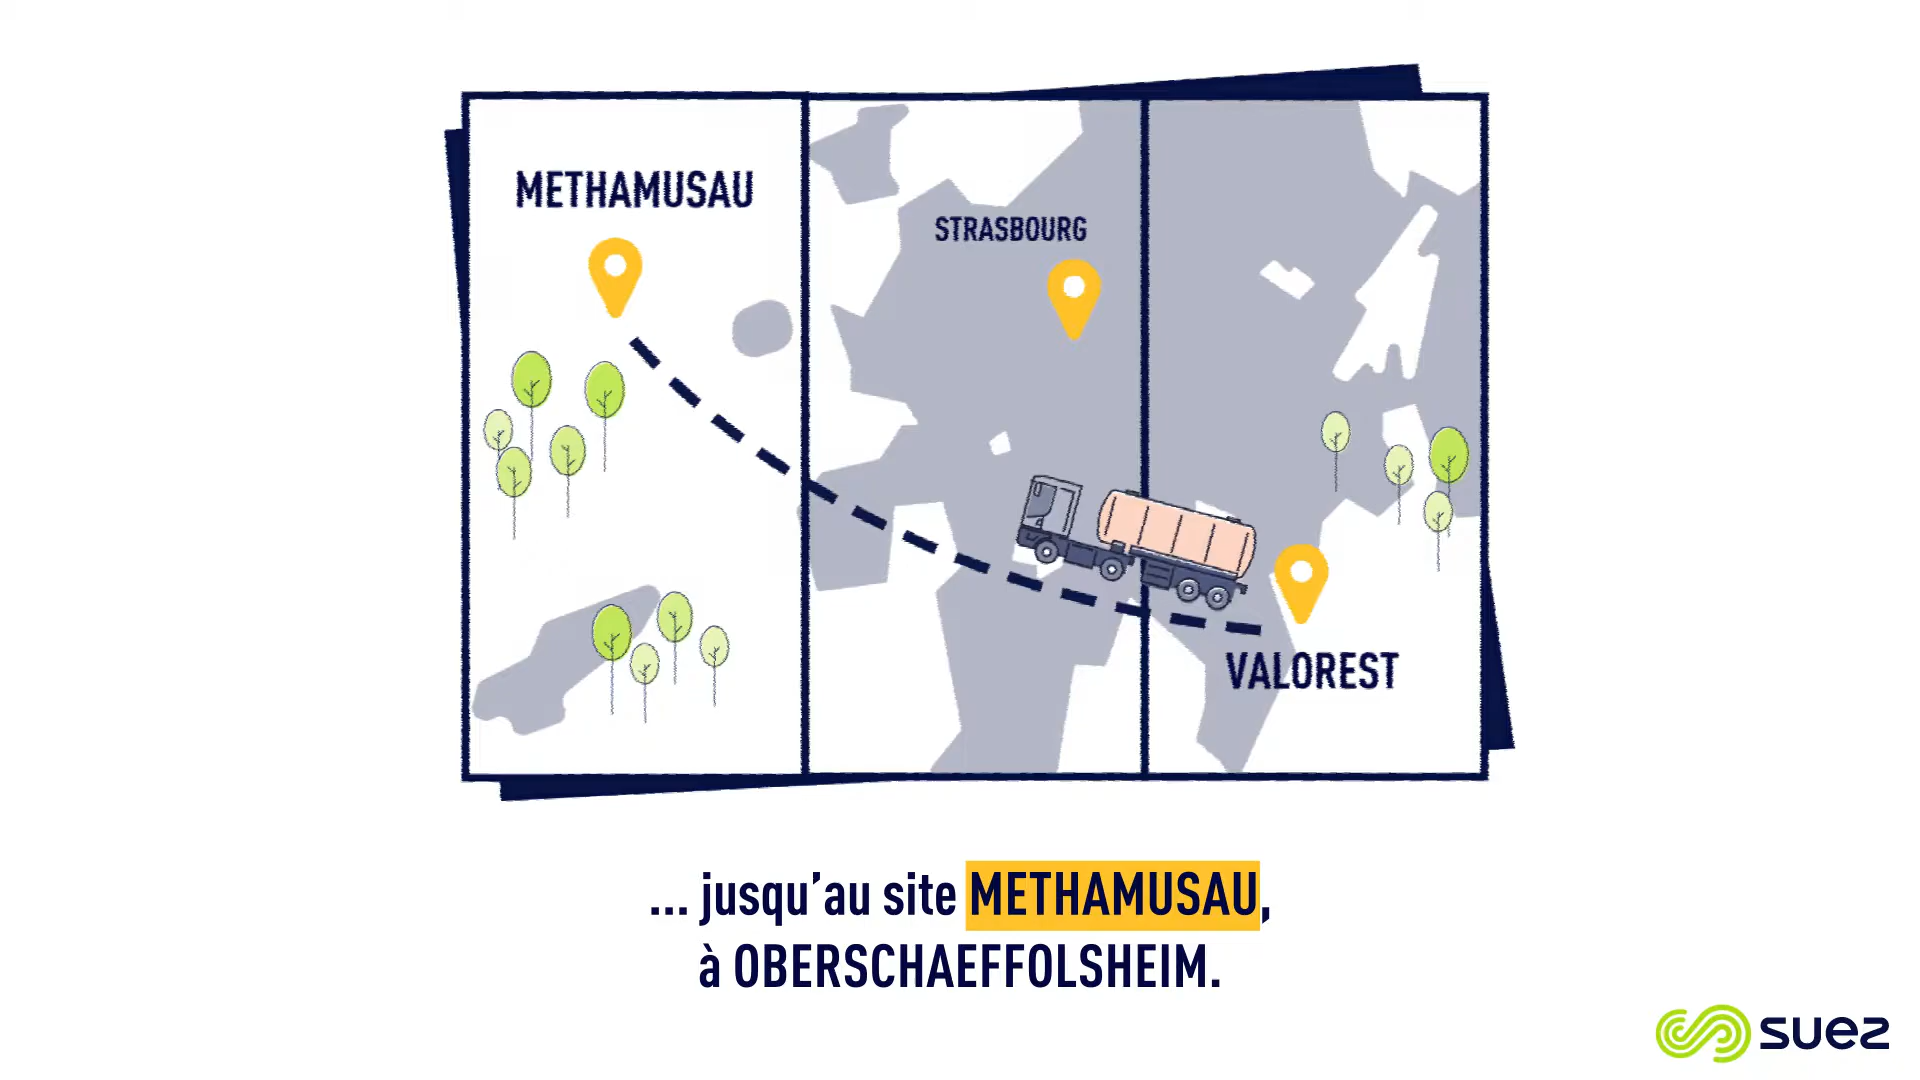 METHAMUSAU
STRASBOURG
VALOREST
... jusqu’au site METHAMUSAU,
à OBERSCHAEFFOLSHEIM.
suez